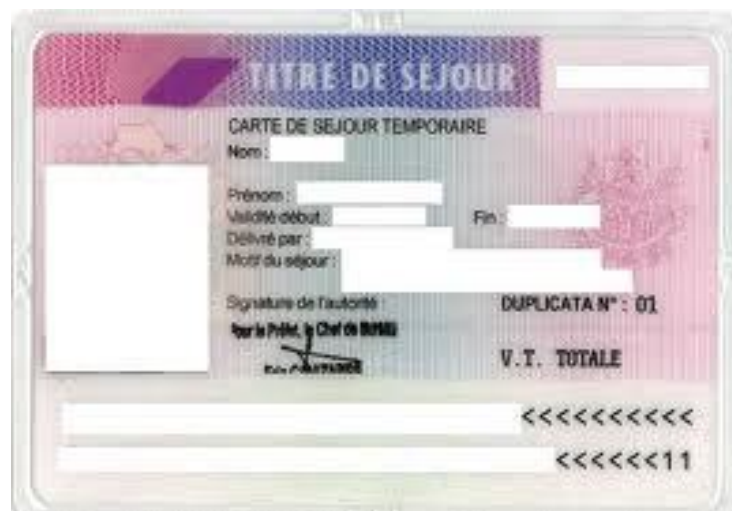 TITRE DE SEJOUR
CARTE DE SEJOUR TEMPORAIRE
Nom :
Prénom :
Validité début : Fin :
Délivré par :
Motif du séjour :
Signature de l'autorité :
DUPLICATA N° : 01
Pour le Préfet, le Chef de Bureau
V.T. TOTALE
<<<<<<<<<<
<<<<<<11